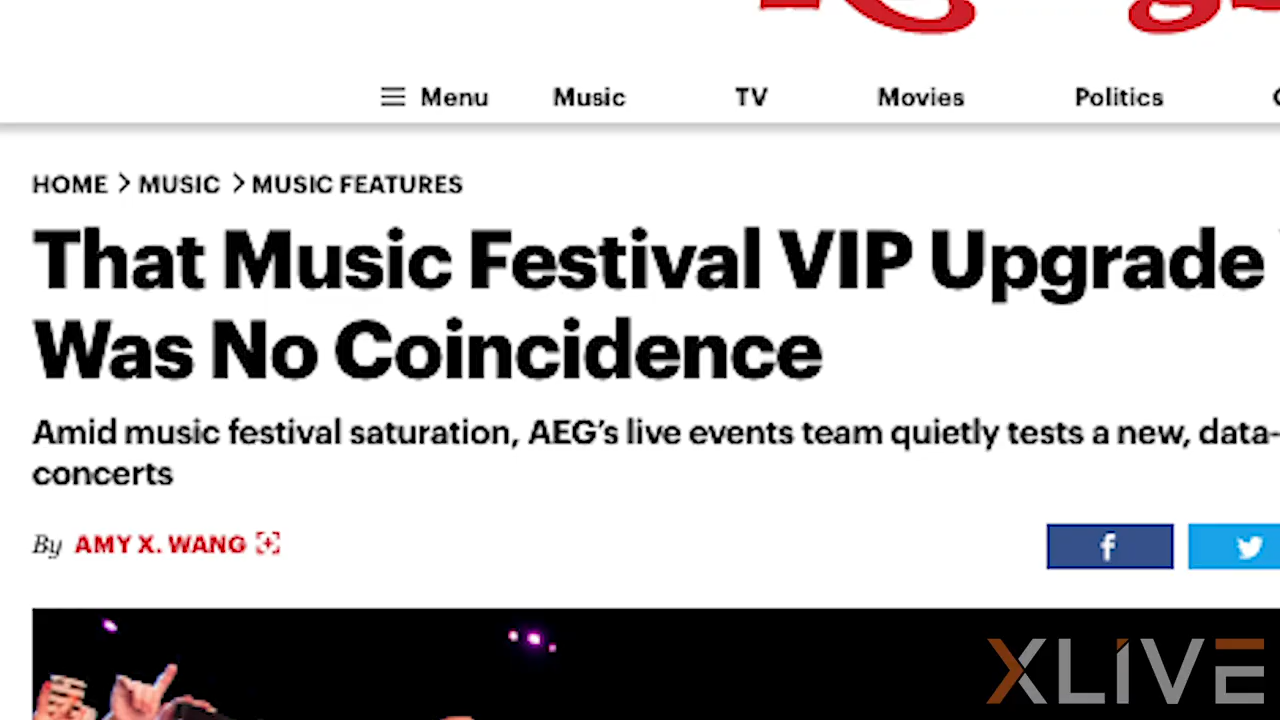 Menu Music TV Movies Politics
HOME > MUSIC > MUSIC FEATURES
That Music Festival VIP Upgrade
Was No Coincidence
Amid music festival saturation, AEG’s live events team quietly tests a new, data-
concerts
By AMY X. WANG
XLIVE